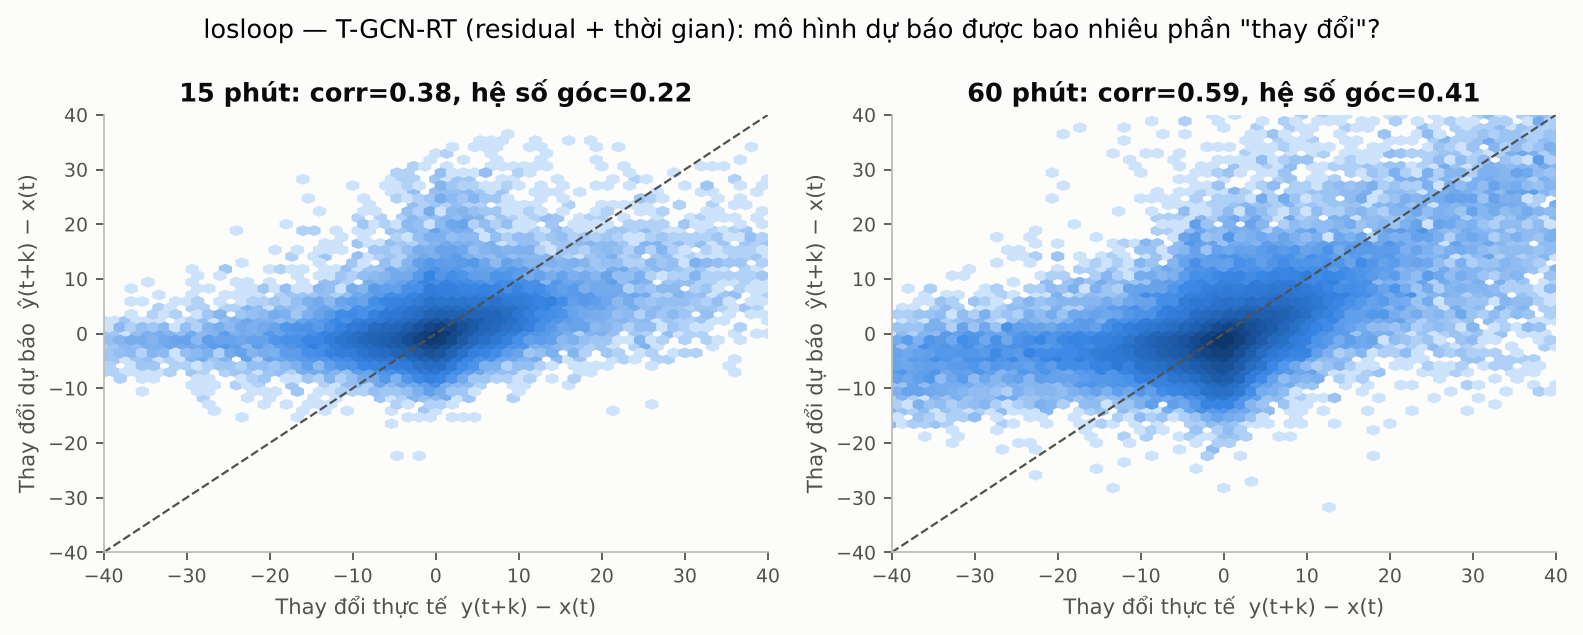 losloop — T-GCN-RT (residual + thời gian): mô hình dự báo được bao nhiêu phần "thay đổi"?
15 phút: corr=0.38, hệ số góc=0.22
40
30
20
10
0
−10
−20
−30
−40
−40 −30 −20 −10 0 10 20 30 40
Thay đổi dự báo ŷ(t+k) − x(t)
Thay đổi thực tế y(t+k) − x(t)
60 phút: corr=0.59, hệ số góc=0.41
40
30
20
10
0
−10
−20
−30
−40
−40 −30 −20 −10 0 10 20 30 40
Thay đổi dự báo ŷ(t+k) − x(t)
Thay đổi thực tế y(t+k) − x(t)